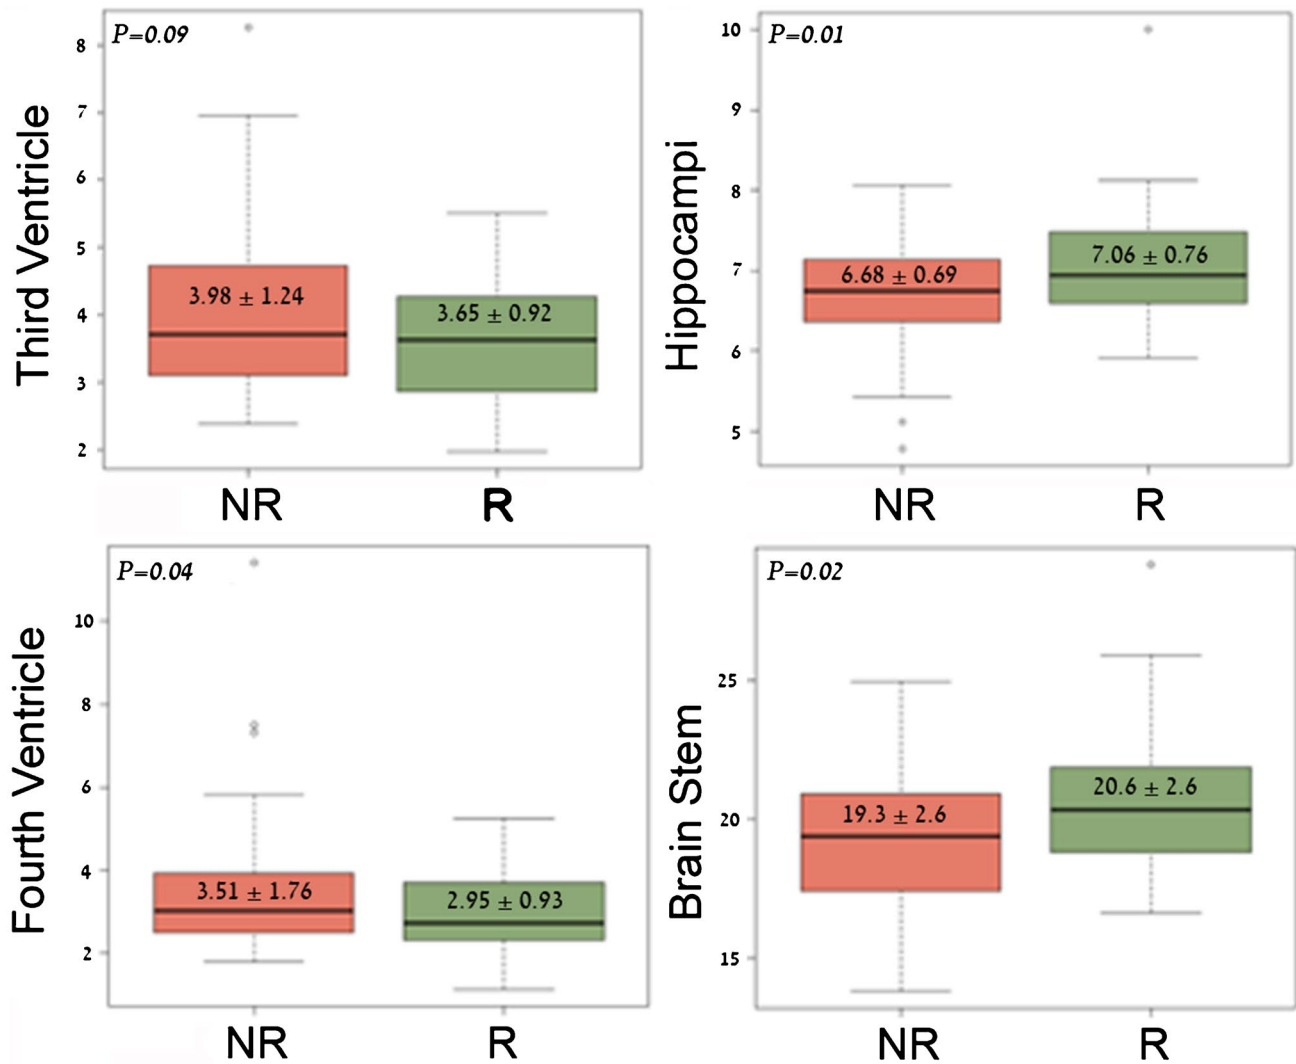 P=0.09
Third Ventricle
8
7
6
5
4
3
2
3.98 ± 1.24
3.65 ± 0.92
NR
R
P=0.01
Hippocampi
10
9
8
7
6
5
6.68 ± 0.69
7.06 ± 0.76
NR
R
P=0.04
Fourth Ventricle
10
8
6
4
2
3.51 ± 1.76
2.95 ± 0.93
NR
R
P=0.02
Brain Stem
25
20
15
19.3 ± 2.6
20.6 ± 2.6
NR
R